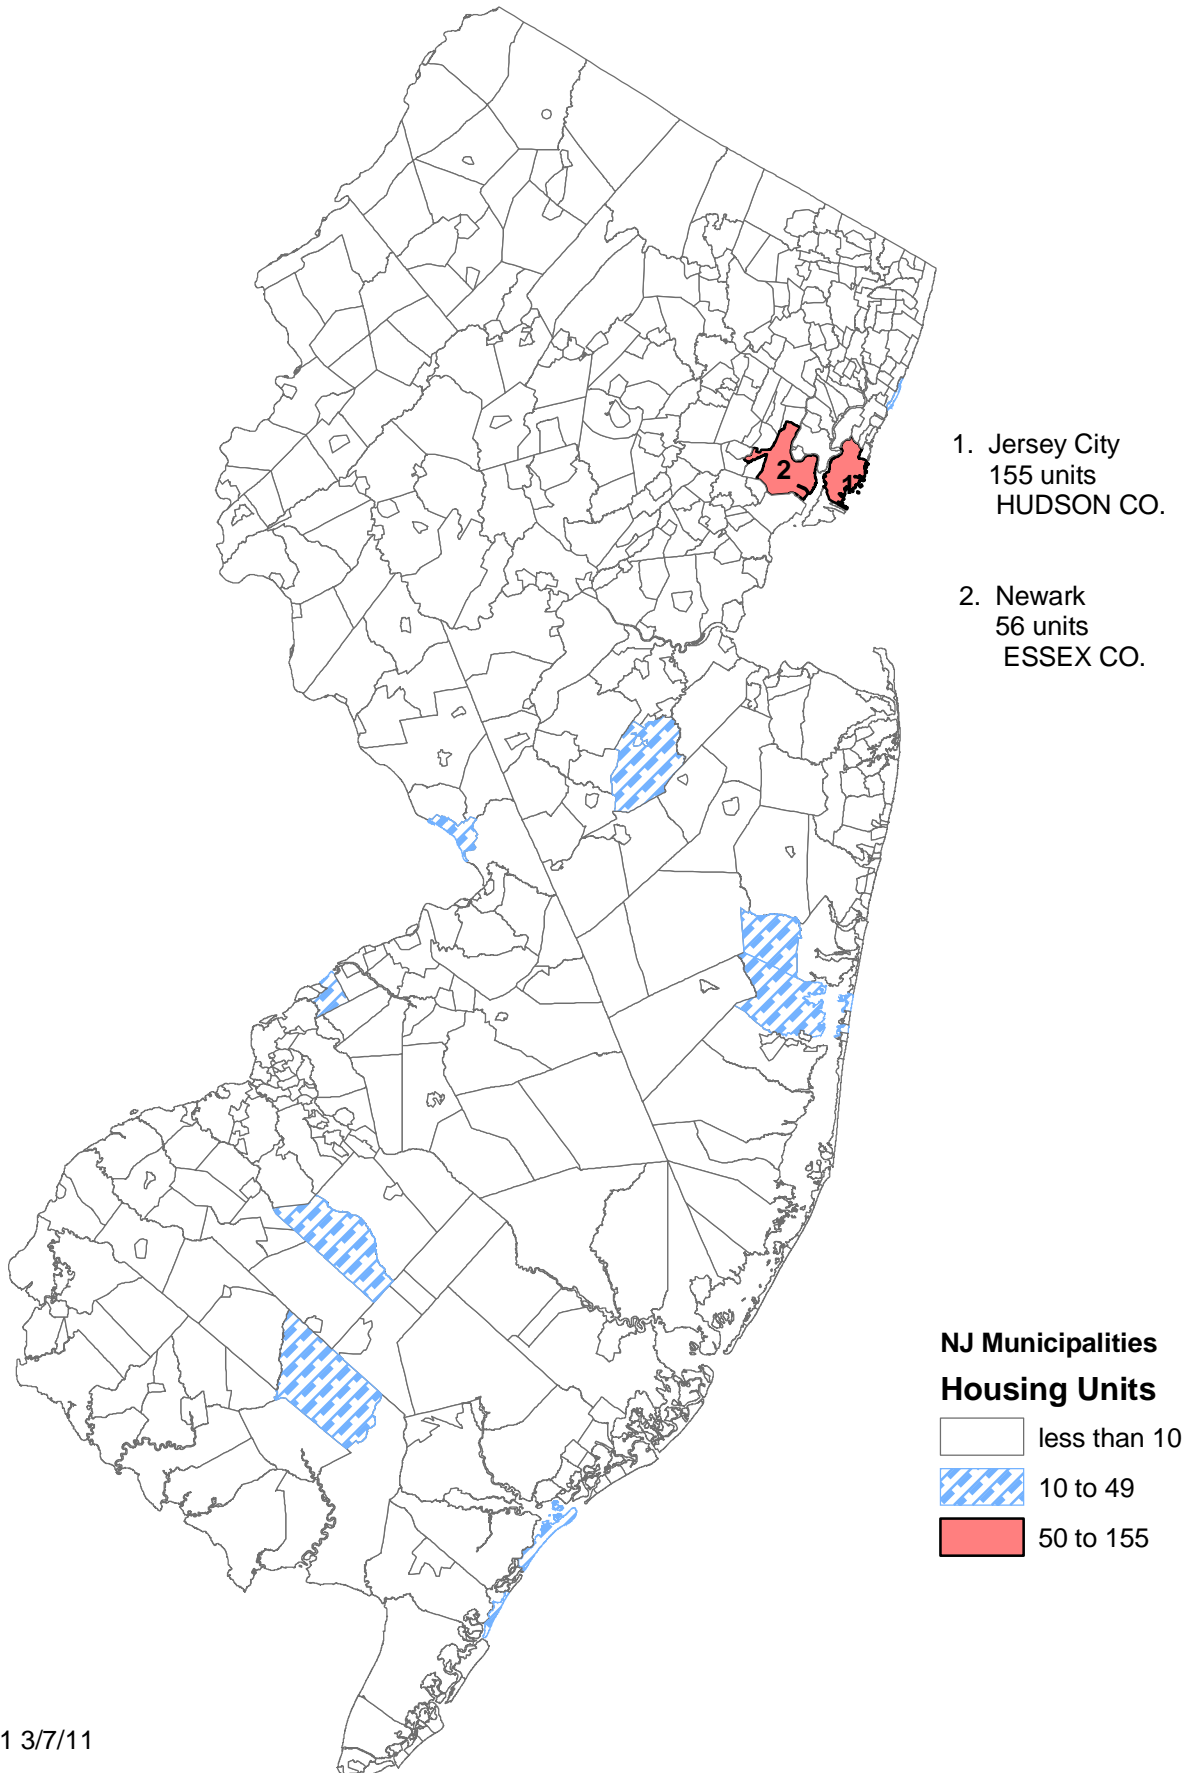 1. Jersey City
155 units
HUDSON CO.
2. Newark
56 units
ESSEX CO.
2
1
NJ Municipalities
Housing Units
less than 10
10 to 49
50 to 155
1 3/7/11